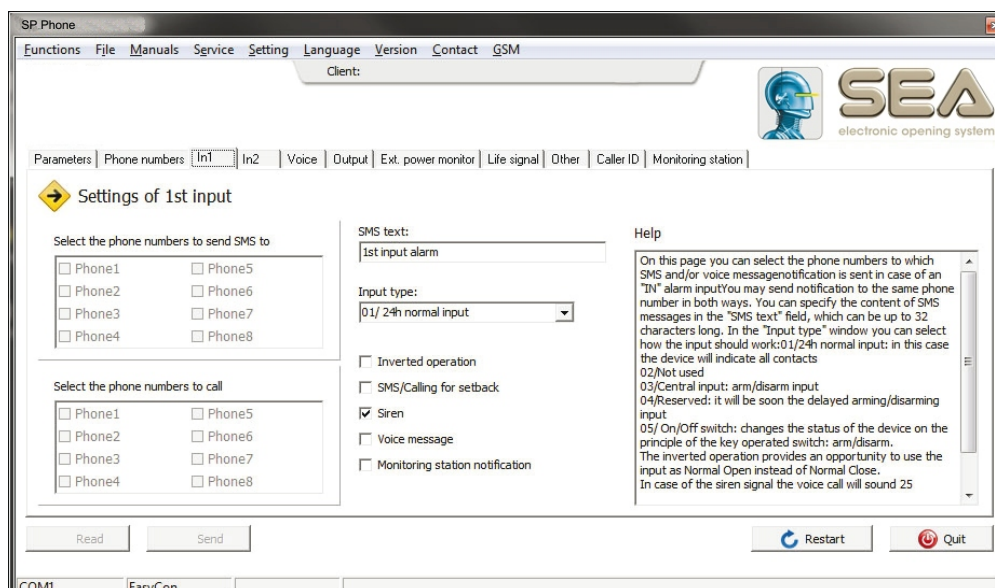 SP Phone
Functions File Manuals Service Setting Language Version Contact GSM
Client:
SEA
electronic opening system
Parameters Phone numbers In1 In2 Voice Output Ext. power monitor Life signal Other Caller ID Monitoring station
Settings of 1st input
Select the phone numbers to send SMS to
Phone1 Phone5
Phone2 Phone6
Phone3 Phone7
Phone4 Phone8
Select the phone numbers to call
Phone1 Phone5
Phone2 Phone6
Phone3 Phone7
Phone4 Phone8
SMS text:
1st input alarm
Input type:
01/ 24h normal input
Inverted operation
SMS/Calling for setback
Siren
Voice message
Monitoring station notification
Help
On this page you can select the phone numbers to which
SMS and/or voice messagenotification is sent in case of an
"IN" alarm inputYou may send notification to the same phone
number in both ways. You can specify the content of SMS
messages in the "SMS text" field, which can be up to 32
characters long. In the "Input type" window you can select
how the input should work:01/24h normal input: in this case
the device will indicate all contacts
02/Not used
03/Central input: arm/disarm input
04/Reserved: it will be soon the delayed arming/disarming
input
05/ On/Off switch: changes the status of the device on the
principle of the key operated switch: arm/disarm.
The inverted operation provides an opportunity to use the
input as Normal Open instead of Normal Close.
In case of the siren signal the voice call will sound 25
Read Send Restart Quit
COM1 EasyCon